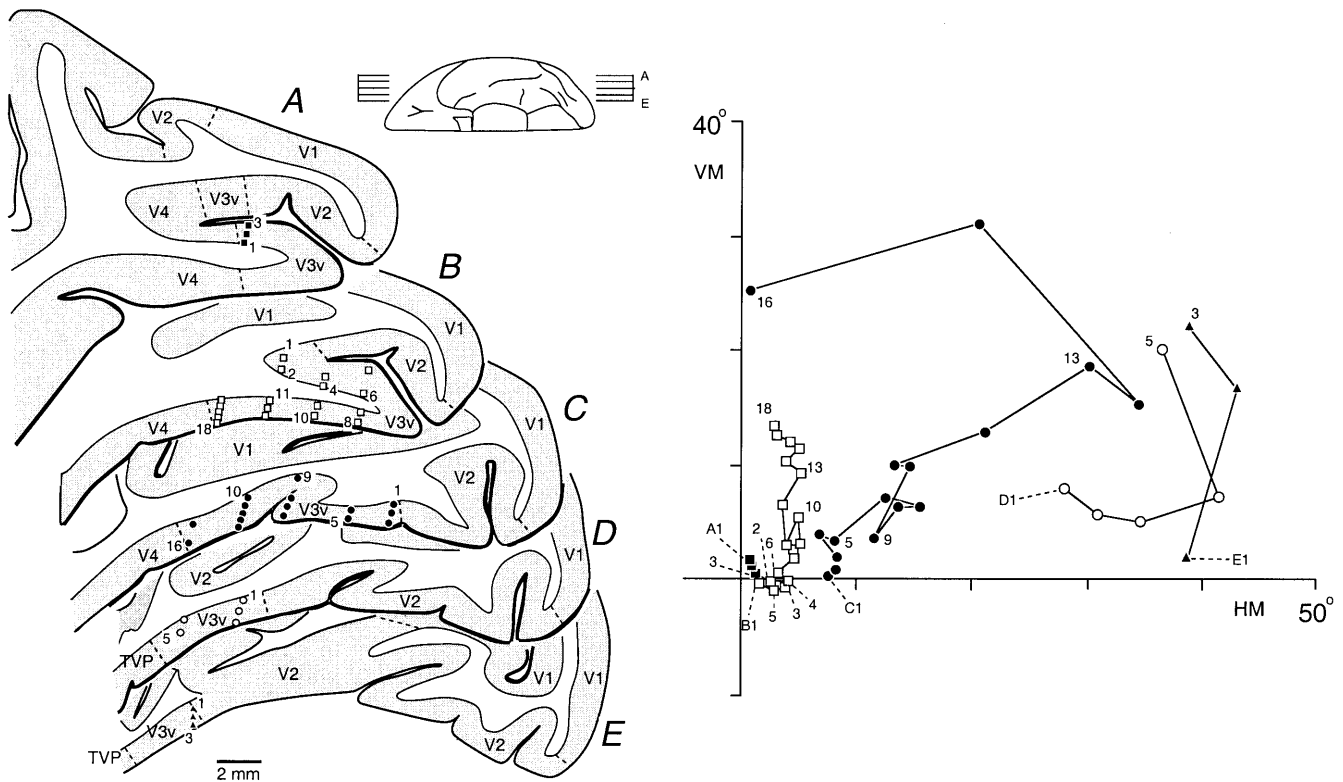 A
V2
V1
V3v
V4
V2
3
1
V3v
V4
A
E
B
V1
V1
V2
1
2
4
6
11
10
8
18
V3v
V4
V1
C
V1
V2
9
10
1
V3v
5
16
V4
V2
D
V1
V2
1
V3v
5
TVP
V2
V1
V1
E
1
V3v
3
TVP
V2
2 mm
40°
VM
16
13
3
5
18
13
10
D1
A1
2
6
5
9
E1
3
B1
5
3
4
C1
HM
50°